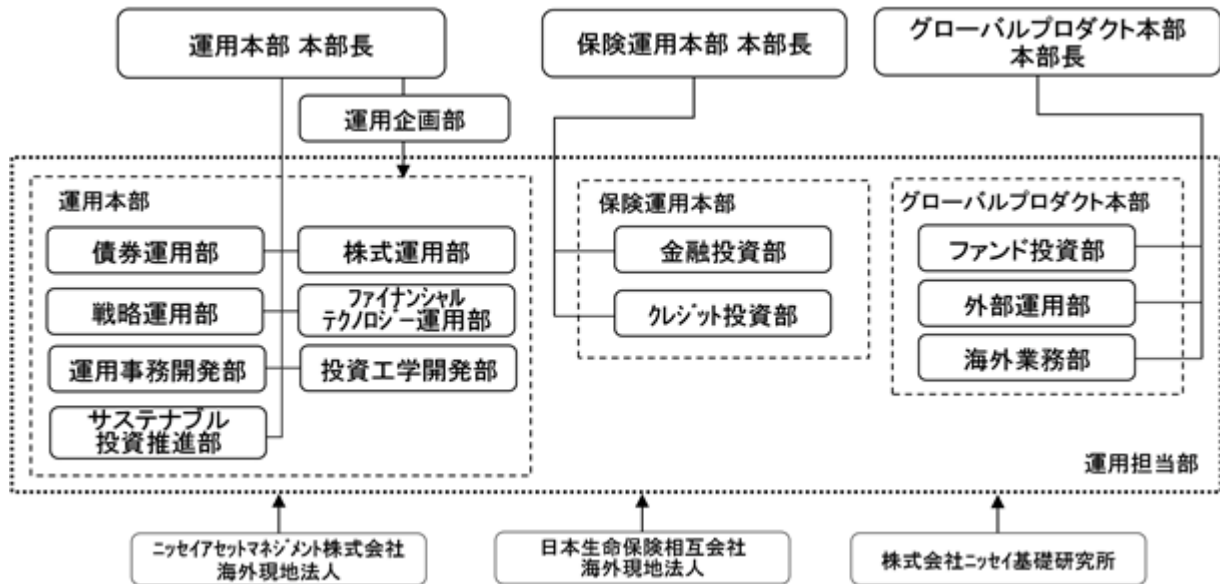 運用本部 本部長
保険運用本部 本部長
グローバルプロダクト本部
本部長
運用企画部
運用本部
債券運用部
株式運用部
戦略運用部
ファイナンシャル
テクノロジー運用部
運用事務開発部
投資工学開発部
サステナブル
投資推進部
保険運用本部
金融投資部
クレジット投資部
グローバルプロダクト本部
ファンド投資部
外部運用部
海外業務部
運用担当部
ニッセイアセットマネジメント株式会社
海外現地法人
日本生命保険相互会社
海外現地法人
株式会社ニッセイ基礎研究所